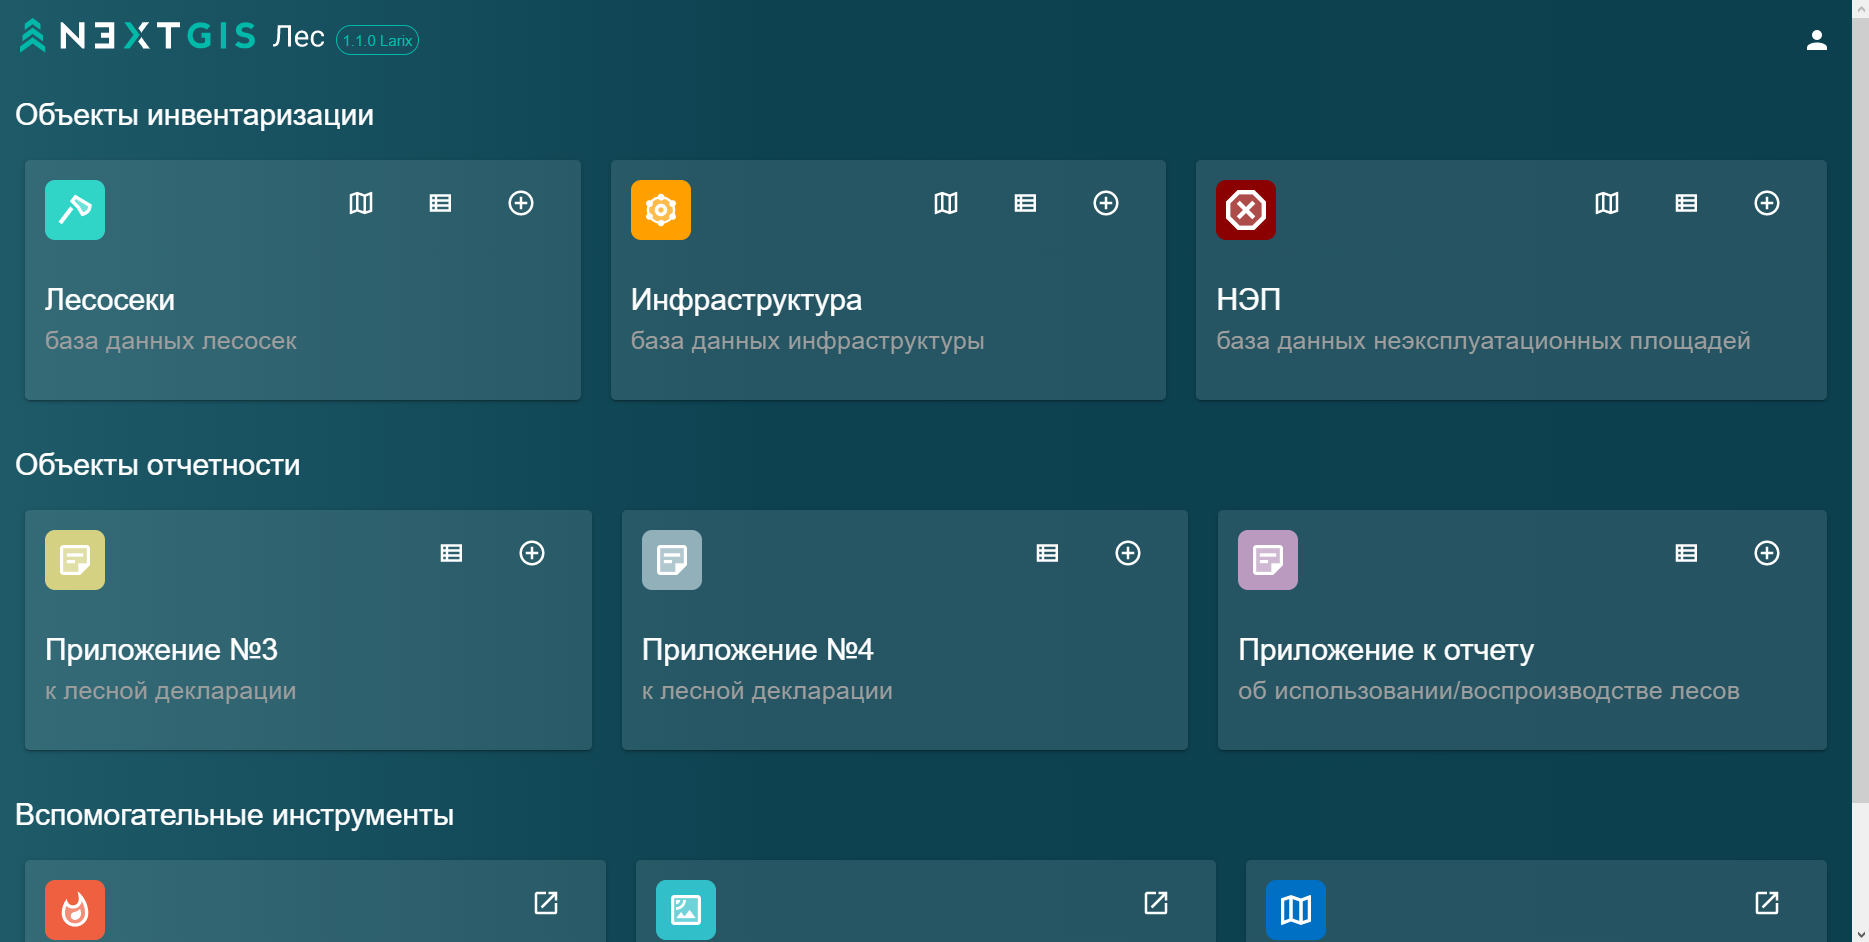 NEXTGIS Лес 1.1.0 Larix
Объекты инвентаризации
Лесосеки
база данных лесосек
Инфраструктура
база данных инфраструктуры
НЭП
база данных неэксплуатационных площадей
Объекты отчетности
Приложение №3
к лесной декларации
Приложение №4
к лесной декларации
Приложение к отчету
об использовании/воспроизводстве лесов
Вспомогательные инструменты